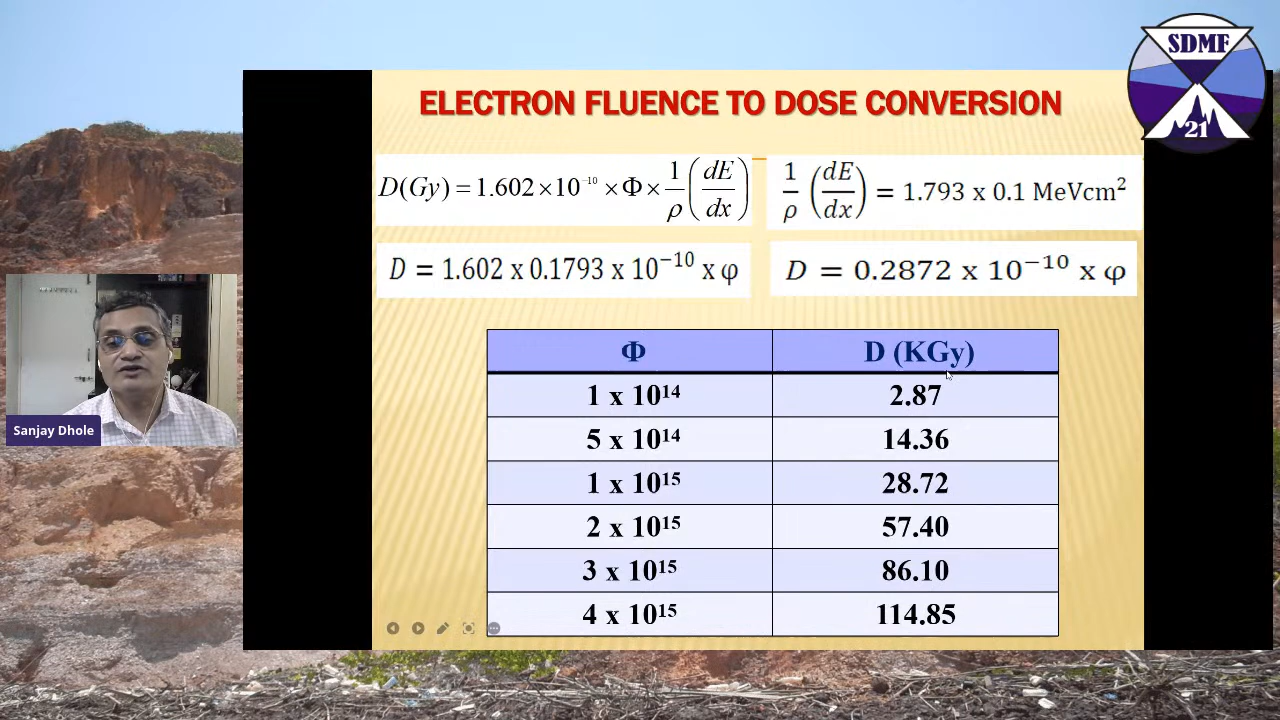 SDMF
21
ELECTRON FLUENCE TO DOSE CONVERSION
D(Gy) = 1.602×10⁻¹⁰ × Φ × 1/ρ (dE/dx)
1/ρ (dE/dx) = 1.793 x 0.1 MeVcm²
D = 1.602 x 0.1793 x 10⁻¹⁰ x φ
D = 0.2872 x 10⁻¹⁰ x φ
Φ D (KGy)
1 x 10¹⁴ 2.87
5 x 10¹⁴ 14.36
1 x 10¹⁵ 28.72
2 x 10¹⁵ 57.40
3 x 10¹⁵ 86.10
4 x 10¹⁵ 114.85
Sanjay Dhole